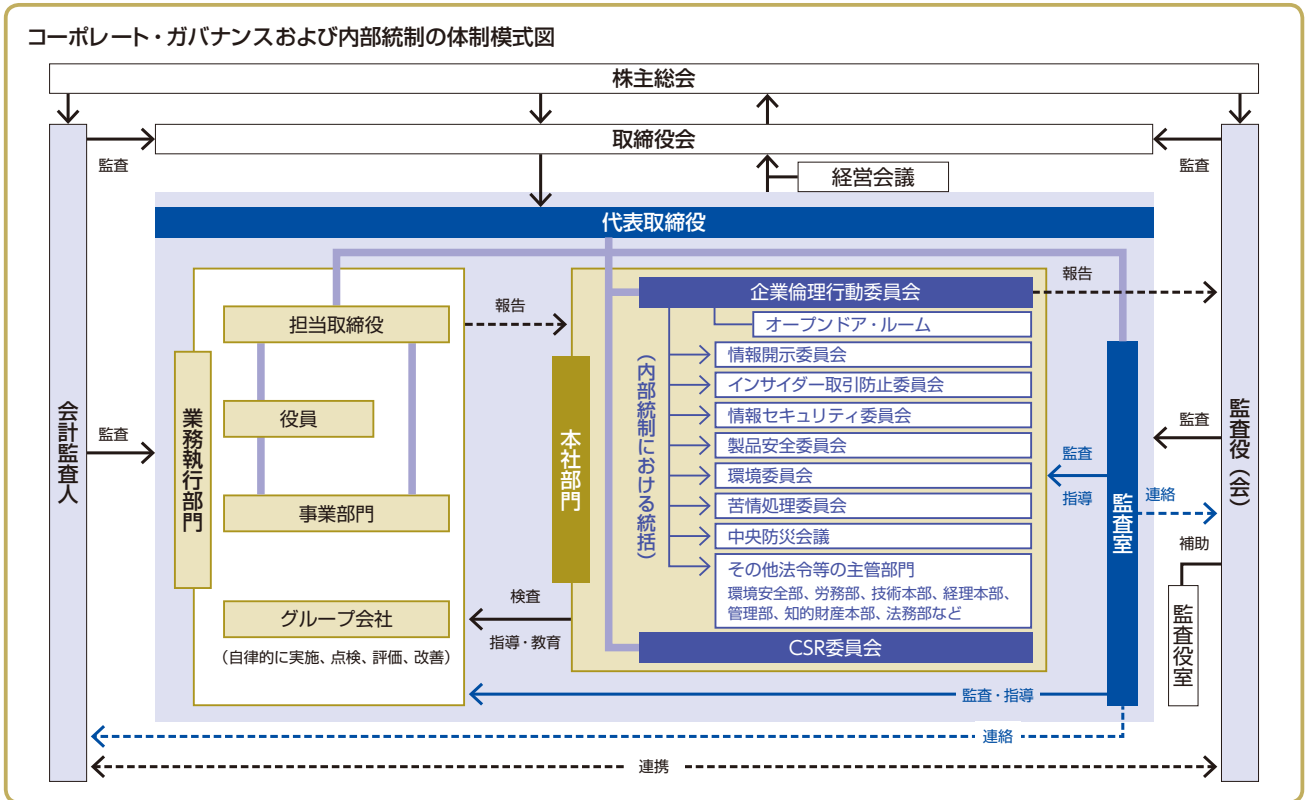 コーポレート・ガバナンスおよび内部統制の体制模式図
株主総会
取締役会
監査
監査
経営会議
代表取締役
企業倫理行動委員会
報告
報告
オープンドア・ルーム
担当取締役
情報開示委員会
インサイダー取引防止委員会
情報セキュリティ委員会
製品安全委員会
環境委員会
苦情処理委員会
中央防災会議
その他法令等の主管部門
環境安全部、労務部、技術本部、経理本部、
管理部、知的財産本部、法務部など
CSR委員会
(内部統制における統括)
役員
事業部門
グループ会社
(自律的に実施、点検、評価、改善)
業務執行部門
本社部門
会計監査人
監査
検査
指導・教育
監査
指導
監査室
監査
連絡
補助
監査役(会)
監査役室
監査・指導
連絡
連携